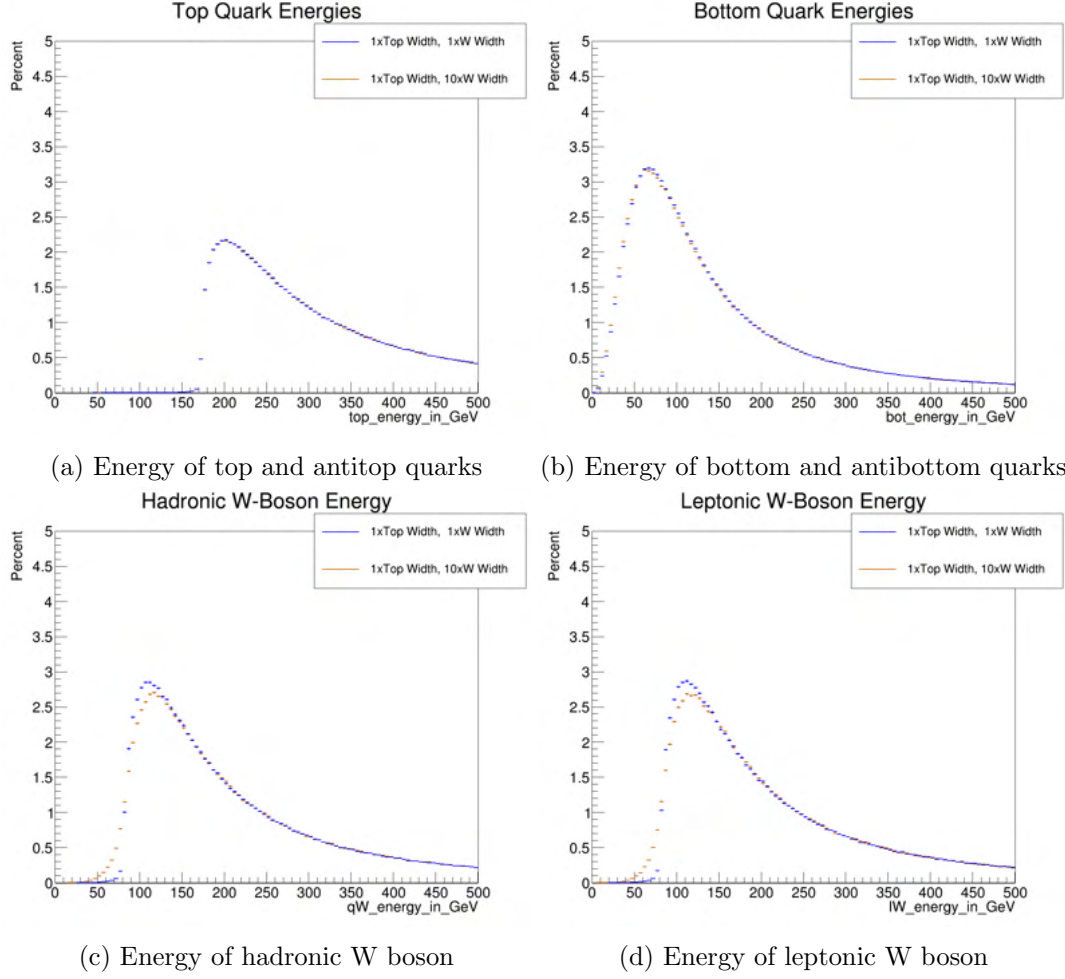 Top Quark Energies
Percent
1xTop Width, 1xW Width
1xTop Width, 10xW Width
5
4.5
4
3.5
3
2.5
2
1.5
1
0.5
0
0 50 100 150 200 250 300 350 400 450 500
top_energy_in_GeV
(a) Energy of top and antitop quarks
Bottom Quark Energies
Percent
1xTop Width, 1xW Width
1xTop Width, 10xW Width
5
4.5
4
3.5
3
2.5
2
1.5
1
0.5
0
0 50 100 150 200 250 300 350 400 450 500
bot_energy_in_GeV
(b) Energy of bottom and antibottom quarks
Hadronic W-Boson Energy
Percent
1xTop Width, 1xW Width
1xTop Width, 10xW Width
5
4.5
4
3.5
3
2.5
2
1.5
1
0.5
0
0 50 100 150 200 250 300 350 400 450 500
qW_energy_in_GeV
(c) Energy of hadronic W boson
Leptonic W-Boson Energy
Percent
1xTop Width, 1xW Width
1xTop Width, 10xW Width
5
4.5
4
3.5
3
2.5
2
1.5
1
0.5
0
0 50 100 150 200 250 300 350 400 450 500
lW_energy_in_GeV
(d) Energy of leptonic W boson